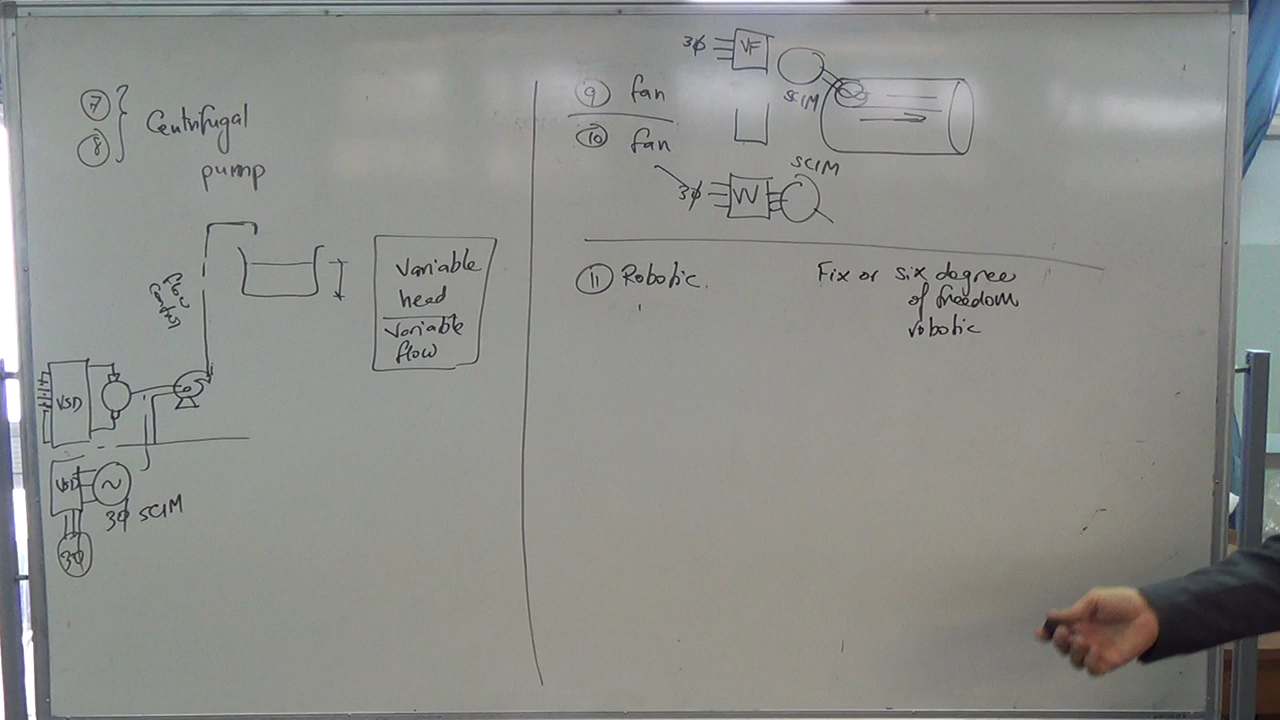 7
8
Centrifugal
pump
Variable
head
Variable
flow
VSD
VSD
3φ SCIM
3φ
9 fan
10 fan
3φ VF
SCIM
SCIM
3φ VV
11 Robotic.
Fix or six degree
of freedom
robotic